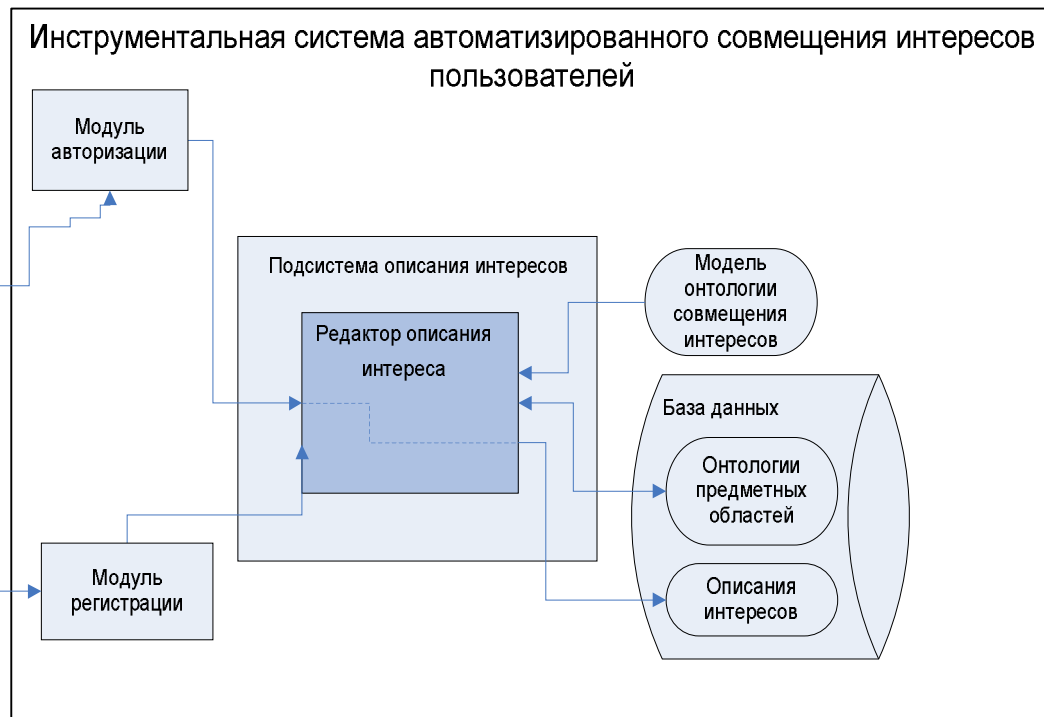 Инструментальная система автоматизированного совмещения интересов
пользователей
Модуль
авторизации
Подсистема описания интересов
Редактор описания
интереса
Модель
онтологии
совмещения
интересов
База данных
Онтологии
предметных
областей
Описания
интересов
Модуль
регистрации